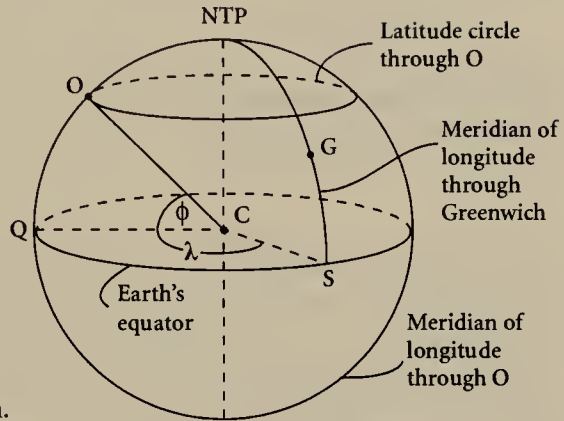 NTP
Latitude circle
through O
O
G
Meridian of
longitude
through
Greenwich
ϕ
C
Q
λ
S
Earth's
equator
Meridian of
longitude
through O